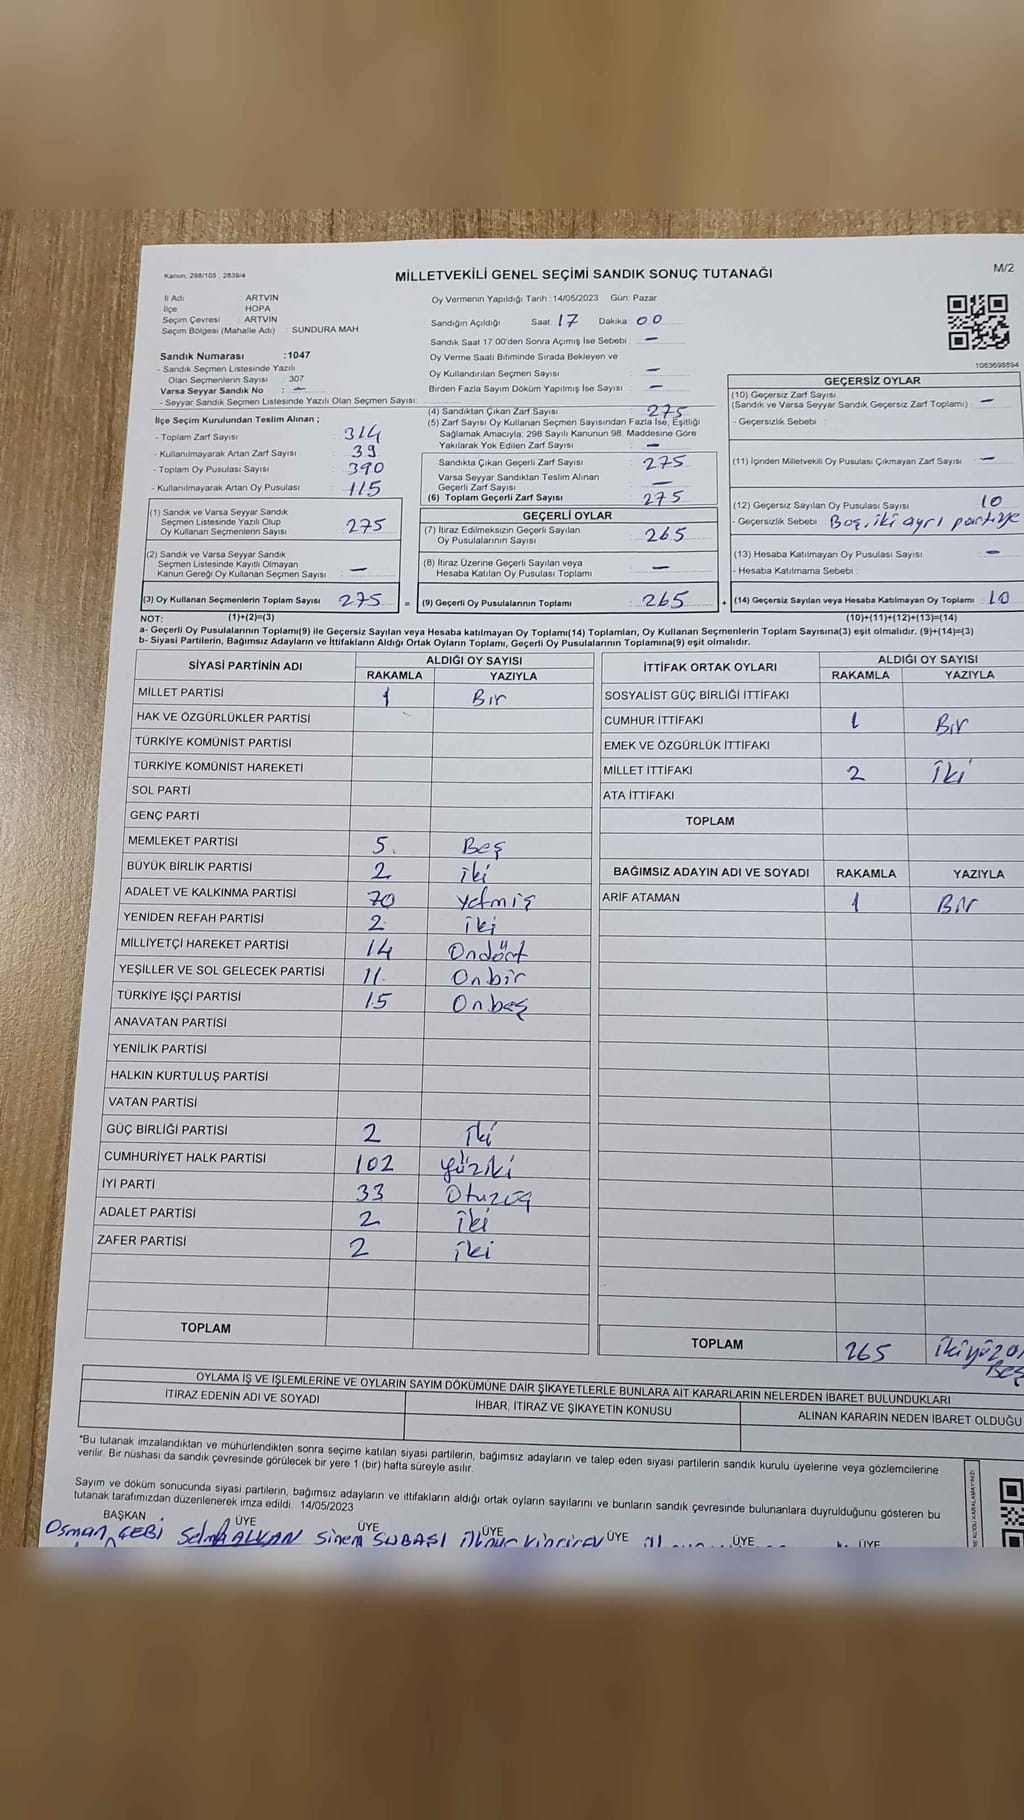 Kanun: 298/105 ; 2839/4
MİLLETVEKİLİ GENEL SEÇİMİ SANDIK SONUÇ TUTANAĞI
M/2
İl Adı ARTVİN
İlçe HOPA
Seçim Çevresi ARTVİN
Seçim Bölgesi (Mahalle Adı) : SUNDURA MAH.
Sandık Numarası :1047
- Sandık Seçmen Listesinde Yazılı
Olan Seçmenlerin Sayısı : 307
Varsa Seyyar Sandık No : —
- Seyyar Sandık Seçmen Listesinde Yazılı Olan Seçmen Sayısı:
İlçe Seçim Kurulundan Teslim Alınan ;
- Toplam Zarf Sayısı : 314
- Kullanılmayarak Artan Zarf Sayısı : 39
- Toplam Oy Pusulası Sayısı : 390
- Kullanılmayarak Artan Oy Pusulası : 115
(1) Sandık ve Varsa Seyyar Sandık
Seçmen Listesinde Yazılı Olup
Oy Kullanan Seçmenlerin Sayısı : 275
(2) Sandık ve Varsa Seyyar Sandık
Seçmen Listesinde Kayıtlı Olmayan
Kanun Gereği Oy Kullanan Seçmen Sayısı : —
(3) Oy Kullanan Seçmenlerin Toplam Sayısı 275 =
Oy Vermenin Yapıldığı Tarih :14/05/2023 Gün: Pazar
Sandığın Açıldığı Saat: 17 Dakika 00
Sandık Saat 17.00'den Sonra Açımış İse Sebebi : —
Oy Verme Saati Bitiminde Sırada Bekleyen ve
Oy Kullandırılan Seçmen Sayısı : —
Birden Fazla Sayım Döküm Yapılmış İse Sayısı : —
(4) Sandıktan Çıkan Zarf Sayısı : 275
(5) Zarf Sayısı Oy Kullanan Seçmen Sayısından Fazla İse, Eşitliği
Sağlamak Amacıyla; 298 Sayılı Kanunun 98. Maddesine Göre
Yakılarak Yok Edilen Zarf Sayısı : —
Sandıkta Çıkan Geçerli Zarf Sayısı : 275
Varsa Seyyar Sandıktan Teslim Alınan
Geçerli Zarf Sayısı : —
(6) Toplam Geçerli Zarf Sayısı : 275
GEÇERLİ OYLAR
(7) İtiraz Edilmeksizin Geçerli Sayılan
Oy Pusulalarının Sayısı : 265
(8) İtiraz Üzerine Geçerli Sayılan veya
Hesaba Katılan Oy Pusulası Toplamı : —
(9) Geçerli Oy Pusulalarının Toplamı : 265 +
1083698894
GEÇERSİZ OYLAR
(10) Geçersiz Zarf Sayısı
(Sandık ve Varsa Seyyar Sandık Geçersiz Zarf Toplamı) : —
- Geçersizlik Sebebi :
(11) İçinden Milletvekili Oy Pusulası Çıkmayan Zarf Sayısı : —
(12) Geçersiz Sayılan Oy Pusulası Sayısı : 10
- Geçersizlik Sebebi : Boş, iki ayrı partiye
(13) Hesaba Katılmayan Oy Pusulası Sayısı : —
- Hesaba Katılmama Sebebi :
(14) Geçersiz Sayılan veya Hesaba Katılmayan Oy Toplamı : 10
NOT: (1)+(2)=(3) (10)+(11)+(12)+(13)=(14)
a- Geçerli Oy Pusulalarının Toplamı(9) ile Geçersiz Sayılan veya Hesaba katılmayan Oy Toplamı(14) Toplamları, Oy Kullanan Seçmenlerin Toplam Sayısına(3) eşit olmalıdır. (9)+(14)=(3)
b- Siyasi Partilerin, Bağımsız Adayların ve İttifakların Aldığı Ortak Oyların Toplamı, Geçerli Oy Pusulalarının Toplamına(9) eşit olmalıdır.
SİYASİ PARTİNİN ADI ALDIĞI OY SAYISI
RAKAMLA YAZIYLA
MİLLET PARTİSİ 1 Bir
HAK VE ÖZGÜRLÜKLER PARTİSİ
TÜRKİYE KOMÜNİST PARTİSİ
TÜRKİYE KOMÜNİST HAREKETİ
SOL PARTİ
GENÇ PARTİ
MEMLEKET PARTİSİ 5 Beş
BÜYÜK BİRLİK PARTİSİ 2 iki
ADALET VE KALKINMA PARTİSİ 70 yetmiş
YENİDEN REFAH PARTİSİ 2 iki
MİLLİYETÇİ HAREKET PARTİSİ 14 Ondört
YEŞİLLER VE SOL GELECEK PARTİSİ 11 Onbir
TÜRKİYE İŞÇİ PARTİSİ 15 Onbeş
ANAVATAN PARTİSİ
YENİLİK PARTİSİ
HALKIN KURTULUŞ PARTİSİ
VATAN PARTİSİ
GÜÇ BİRLİĞİ PARTİSİ 2 İki
CUMHURİYET HALK PARTİSİ 102 yüziki
İYİ PARTİ 33 Otuzüç
ADALET PARTİSİ 2 iki
ZAFER PARTİSİ 2 iki
TOPLAM
İTTİFAK ORTAK OYLARI ALDIĞI OY SAYISI
RAKAMLA YAZIYLA
SOSYALİST GÜÇ BİRLİĞİ İTTİFAKI
CUMHUR İTTİFAKI 1 Bir
EMEK VE ÖZGÜRLÜK İTTİFAKI
MİLLET İTTİFAKI 2 İki
ATA İTTİFAKI
TOPLAM
BAĞIMSIZ ADAYIN ADI VE SOYADI RAKAMLA YAZIYLA
ARİF ATAMAN 1 Bir
TOPLAM 265
Beş
OYLAMA İŞ VE İŞLEMLERİNE VE OYLARIN SAYIM DÖKÜMÜNE DAİR ŞİKAYETLERLE BUNLARA AİT KARARLARIN NELERDEN İBARET BULUNDUKLARI
İTİRAZ EDENİN ADI VE SOYADI İHBAR, İTİRAZ VE ŞİKAYETİN KONUSU ALINAN KARARIN NEDEN İBARET OLDUĞU
*Bu tutanak imzalandıktan ve mühürlendikten sonra seçime katılan siyasi partilerin, bağımsız adayların ve talep eden siyasi partilerin sandık kurulu üyelerine veya gözlemcilerine
verilir. Bir nüshası da sandık çevresinde görülecek bir yere 1 (bir) hafta süreyle asılır.
Sayım ve döküm sonucunda siyasi partilerin, bağımsız adayların ve ittifakların aldığı ortak oyların sayılarını ve bunların sandık çevresinde bulunanlara duyrulduğunu gösteren bu
tutanak tarafımızdan düzenlenerek imza edildi. 14/05/2023
BAŞKAN ÜYE ÜYE ÜYE ÜYE ÜYE ÜYE
Osman ÇEBİ Selma ALKAN Sinem SUBAŞI